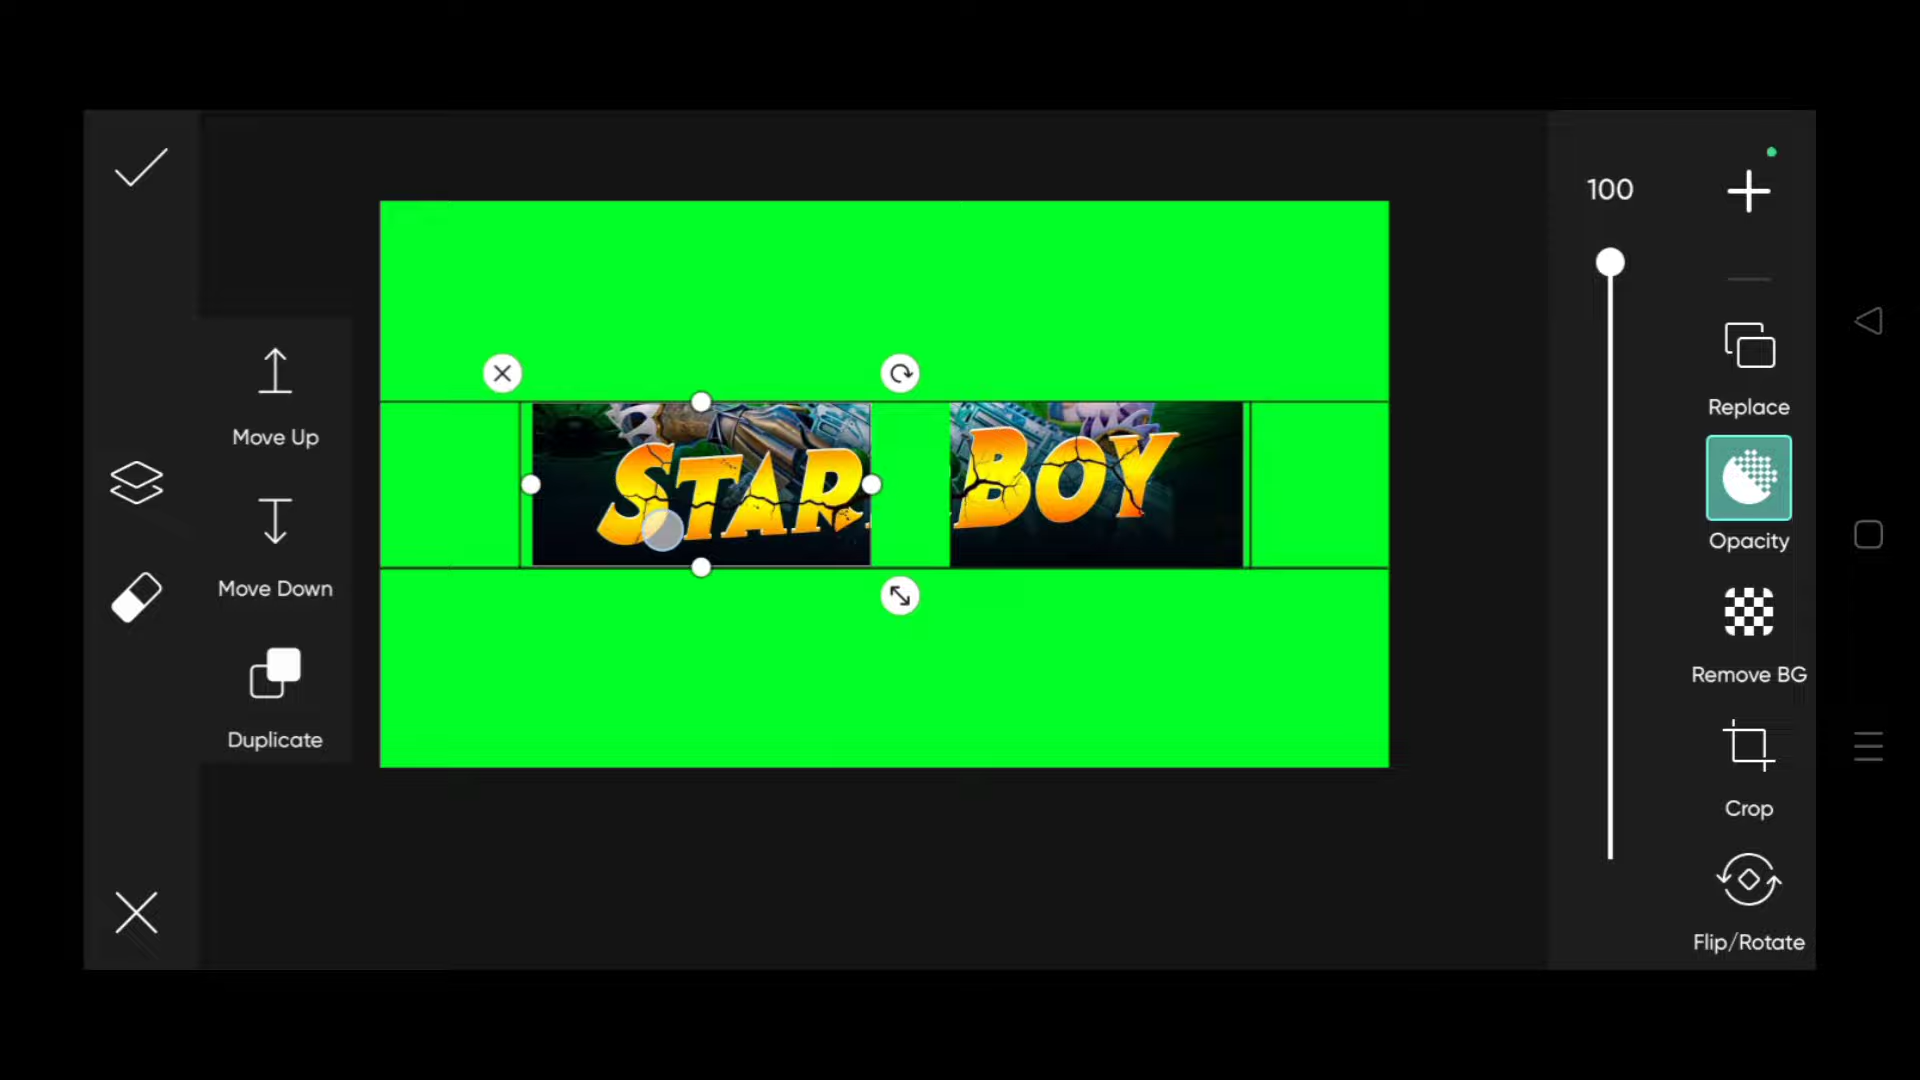 100
Move Up
Move Down
Duplicate
STAR
BOY
Replace
Opacity
Remove BG
Crop
Flip/Rotate